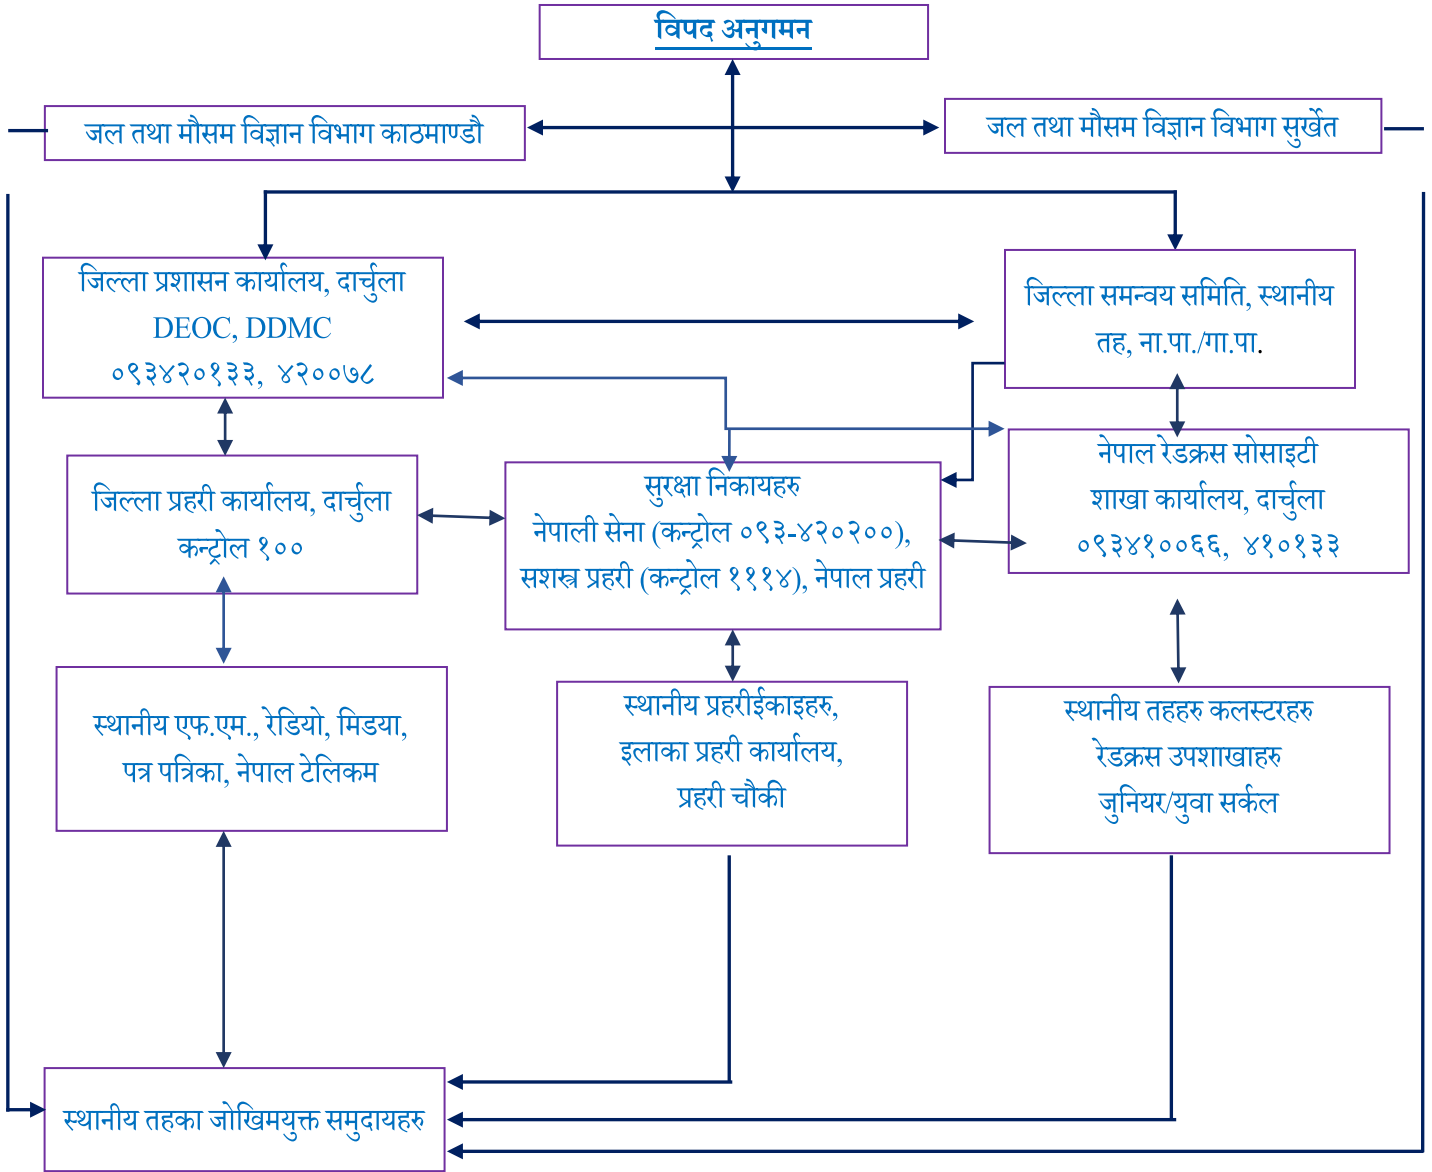 विपद अनुगमन
जल तथा मौसम विज्ञान विभाग काठमाण्डौ
जल तथा मौसम विज्ञान विभाग सुर्खेत
जिल्ला प्रशासन कार्यालय, दार्चुला
DEOC, DDMC
०९३४२०१३३, ४२००७८
जिल्ला समन्वय समिति, स्थानीय
तह, ना.पा./गा.पा.
जिल्ला प्रहरी कार्यालय, दार्चुला
कन्ट्रोल १००
सुरक्षा निकायहरु
नेपाली सेना (कन्ट्रोल ०९३-४२०२००),
सशस्त्र प्रहरी (कन्ट्रोल १११४), नेपाल प्रहरी
नेपाल रेडक्रस सोसाइटी
शाखा कार्यालय, दार्चुला
०९३४१००६६, ४१०१३३
स्थानीय एफ.एम., रेडियो, मिडया,
पत्र पत्रिका, नेपाल टेलिकम
स्थानीय प्रहरीईकाइहरु,
इलाका प्रहरी कार्यालय,
प्रहरी चौकी
स्थानीय तहहरु कलस्टरहरु
रेडक्रस उपशाखाहरु
जुनियर/युवा सर्कल
स्थानीय तहका जोखिमयुक्त समुदायहरु